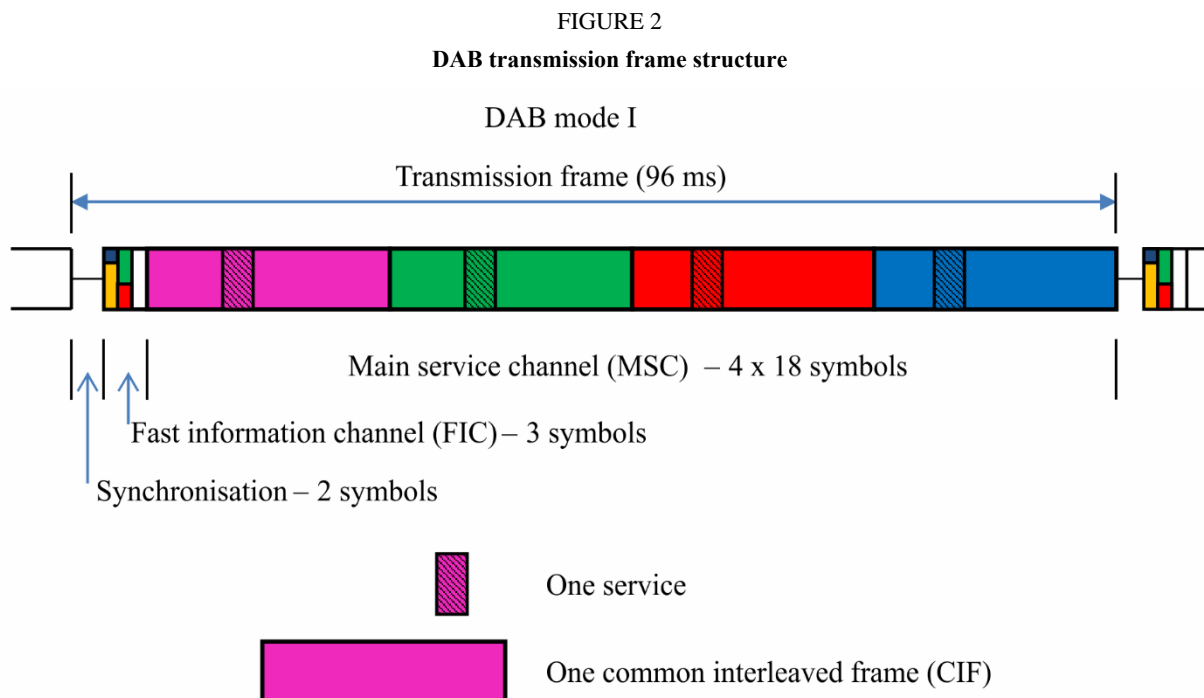 FIGURE 2
DAB transmission frame structure
DAB mode I
Transmission frame (96 ms)
Main service channel (MSC) – 4 x 18 symbols
Fast information channel (FIC) – 3 symbols
Synchronisation – 2 symbols
One service
One common interleaved frame (CIF)